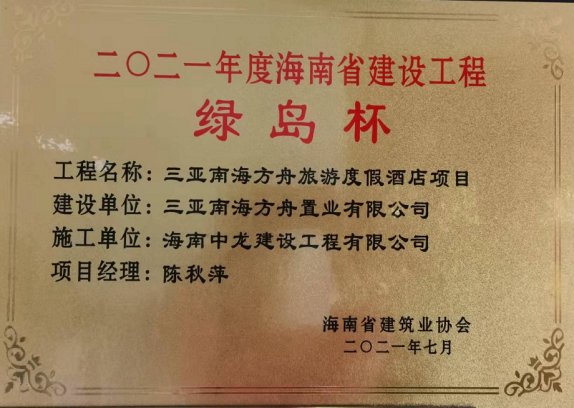 二〇二一年度海南省建设工程
绿岛杯
工程名称：三亚南海方舟旅游度假酒店项目
建设单位：三亚南海方舟置业有限公司
施工单位：海南中龙建设工程有限公司
项目经理：陈秋萍
海南省建筑业协会
二〇二一年七月